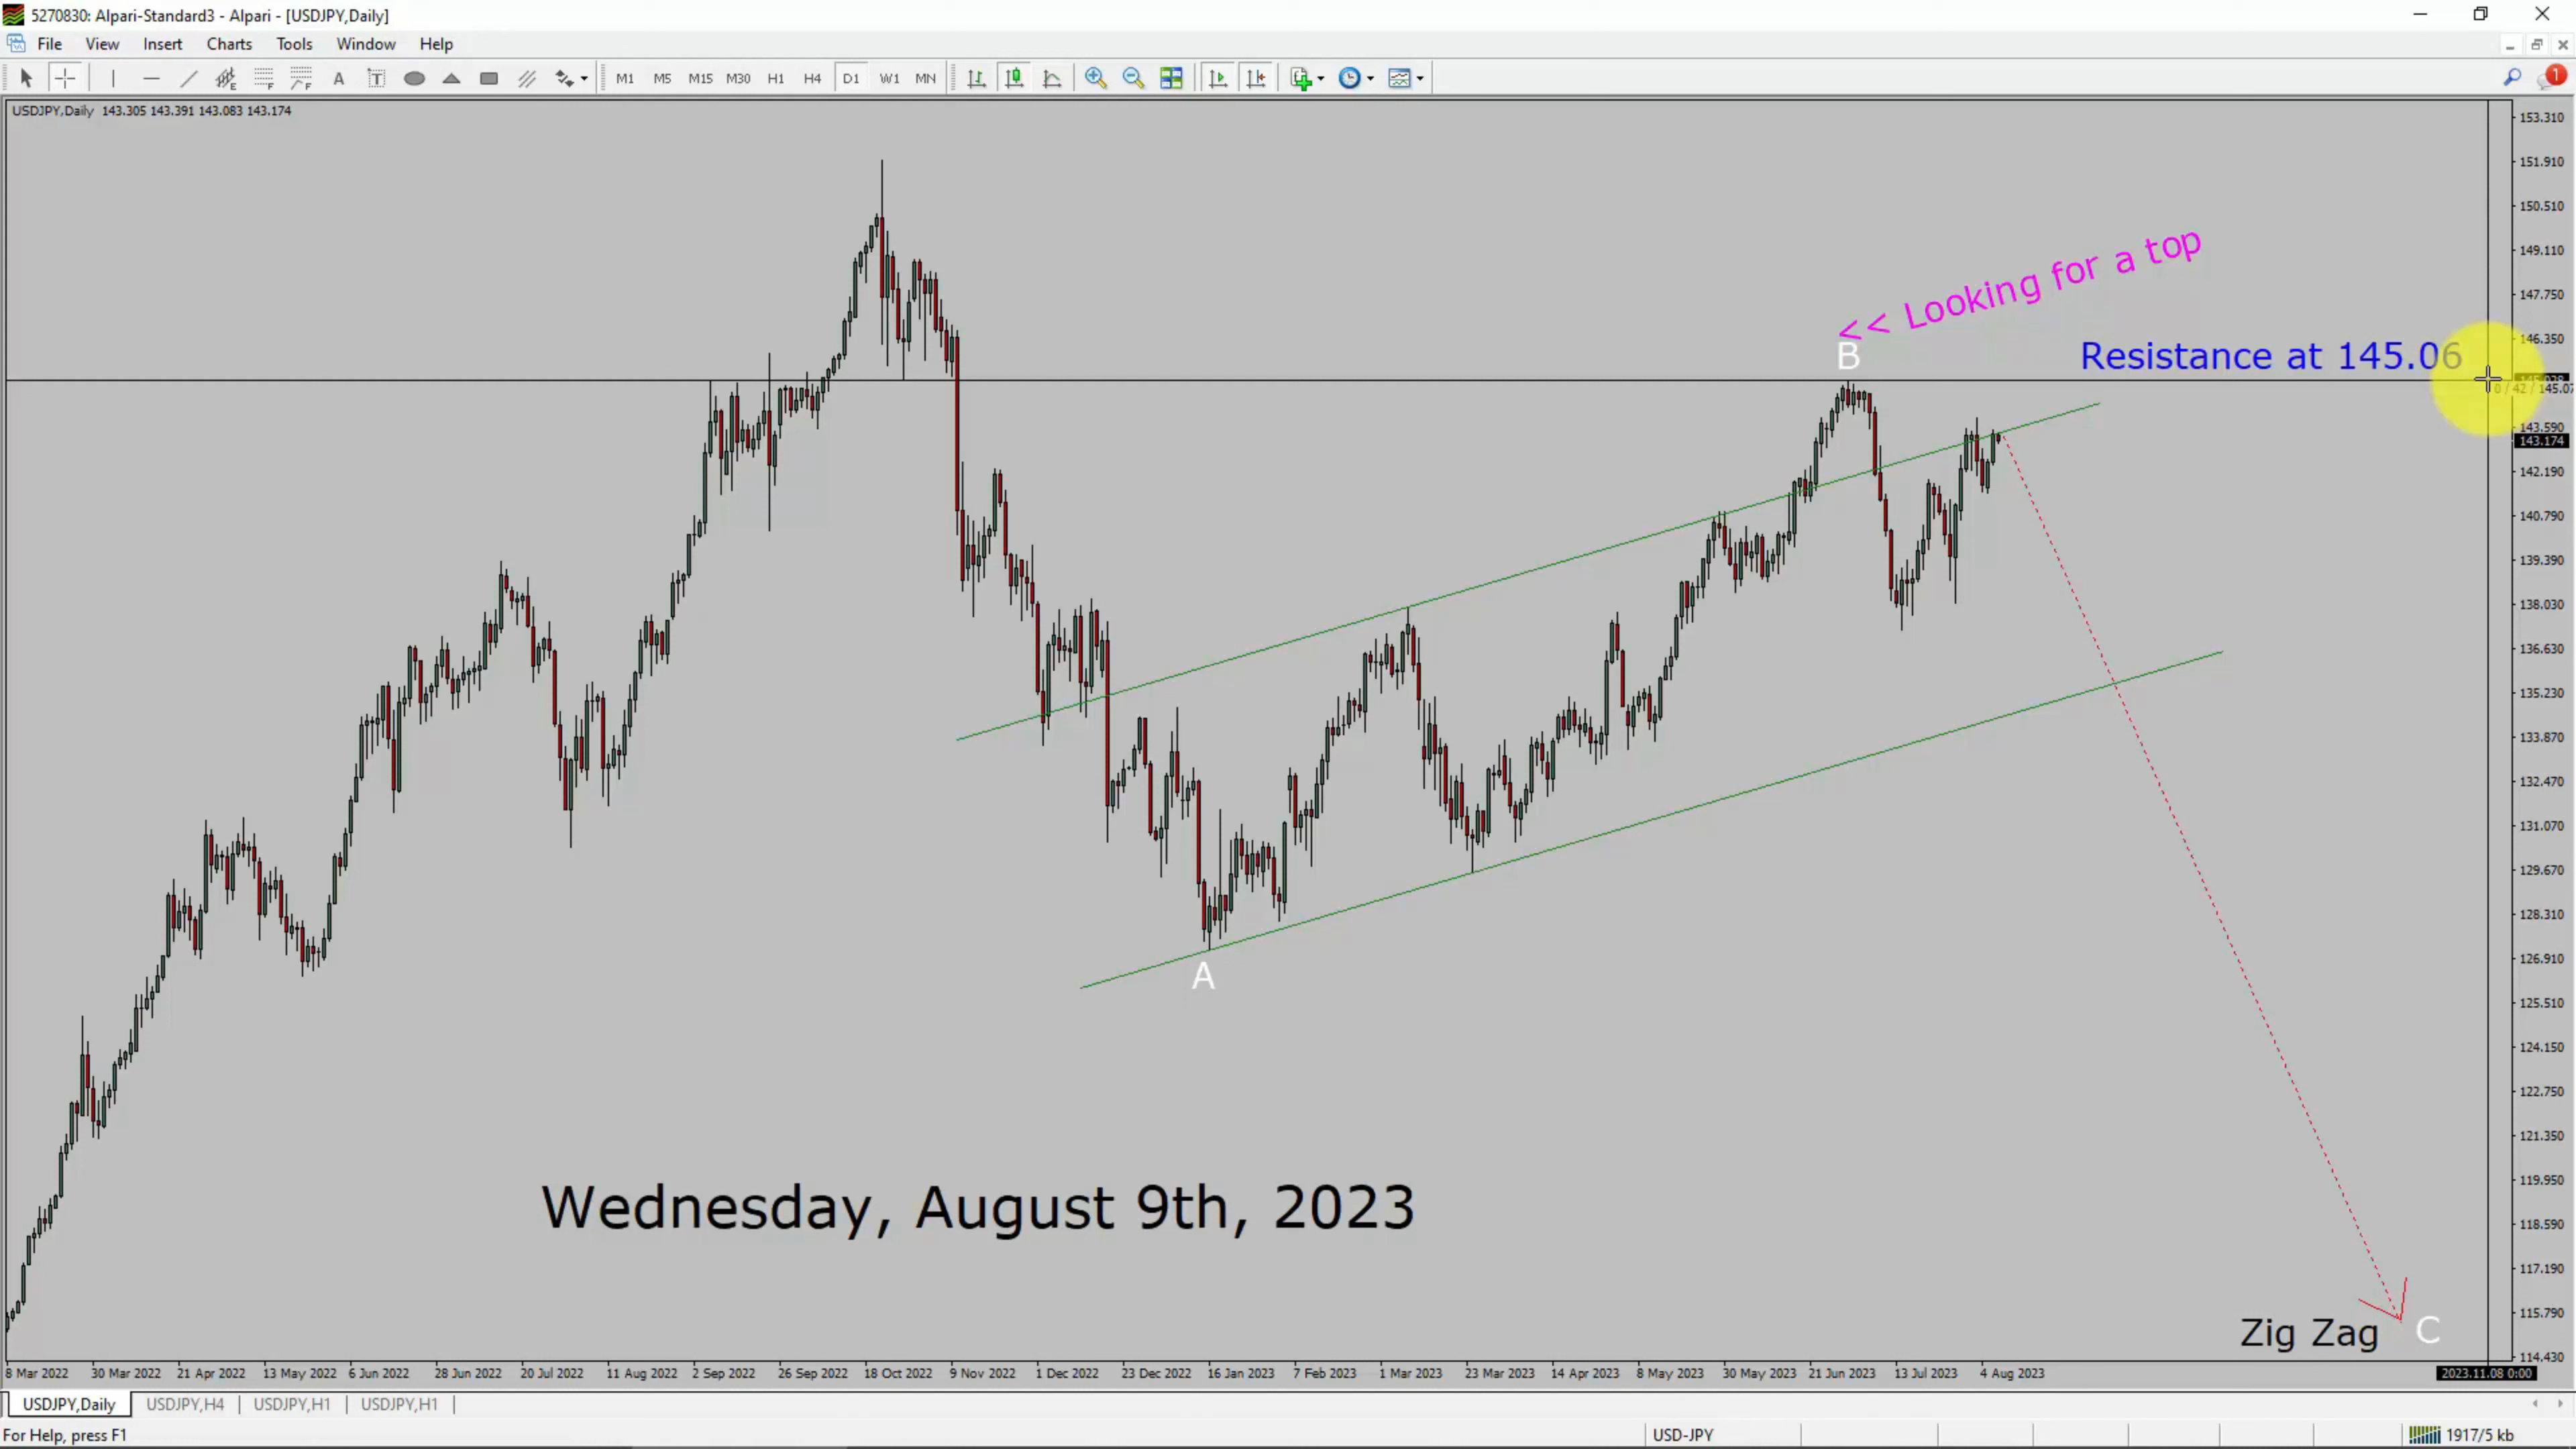 5270830: Alpari-Standard3 - Alpari - [USDJPY,Daily]
File View Insert Charts Tools Window Help
A T M1 M5 M15 M30 H1 H4 D1 W1 MN 1
USDJPY,Daily 143.305 143.391 143.083 143.174
153.310
151.910
150.510
149.110
<< Looking for a top
147.750
146.350
B
Resistance at 145.06
143.590
143.174
142.190
140.790
139.390
138.030
136.630
135.230
133.870
132.470
131.070
129.670
128.310
126.910
A
125.510
124.150
122.750
121.350
119.950
Wednesday, August 9th, 2023
118.590
117.190
115.790
Zig Zag C
114.430
8 Mar 2022 30 Mar 2022 21 Apr 2022 13 May 2022 6 Jun 2022 28 Jun 2022 20 Jul 2022 11 Aug 2022 2 Sep 2022 26 Sep 2022 18 Oct 2022 9 Nov 2022 1 Dec 2022 23 Dec 2022 16 Jan 2023 7 Feb 2023 1 Mar 2023 23 Mar 2023 14 Apr 2023 8 May 2023 30 May 2023 21 Jun 2023 13 Jul 2023 4 Aug 2023 2023.11.08 0:00
USDJPY,Daily USDJPY,H4 USDJPY,H1 USDJPY,H1
For Help, press F1 USD-JPY 1917/5 kb